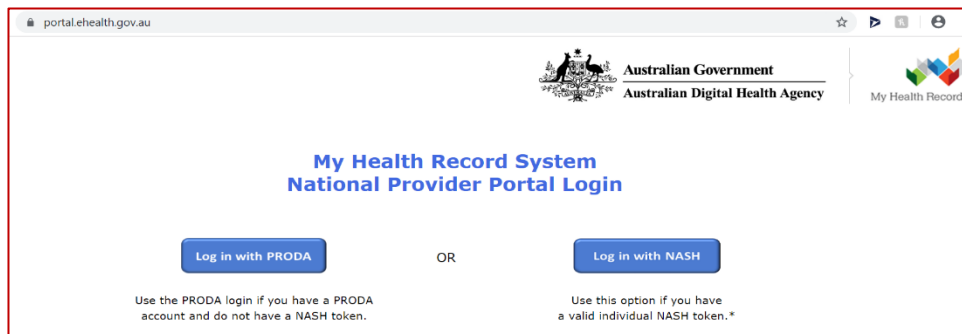 portal.ehealth.gov.au
Australian Government
Australian Digital Health Agency
My Health Record
My Health Record System
National Provider Portal Login
Log in with PRODA
OR
Log in with NASH
Use the PRODA login if you have a PRODA
account and do not have a NASH token.
Use this option if you have
a valid individual NASH token.*